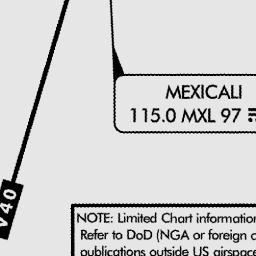 MEXICALI
115.0 MXL 97
V40
NOTE: Limited Chart information
Refer to DoD (NGA or foreign
publications outside US airspace